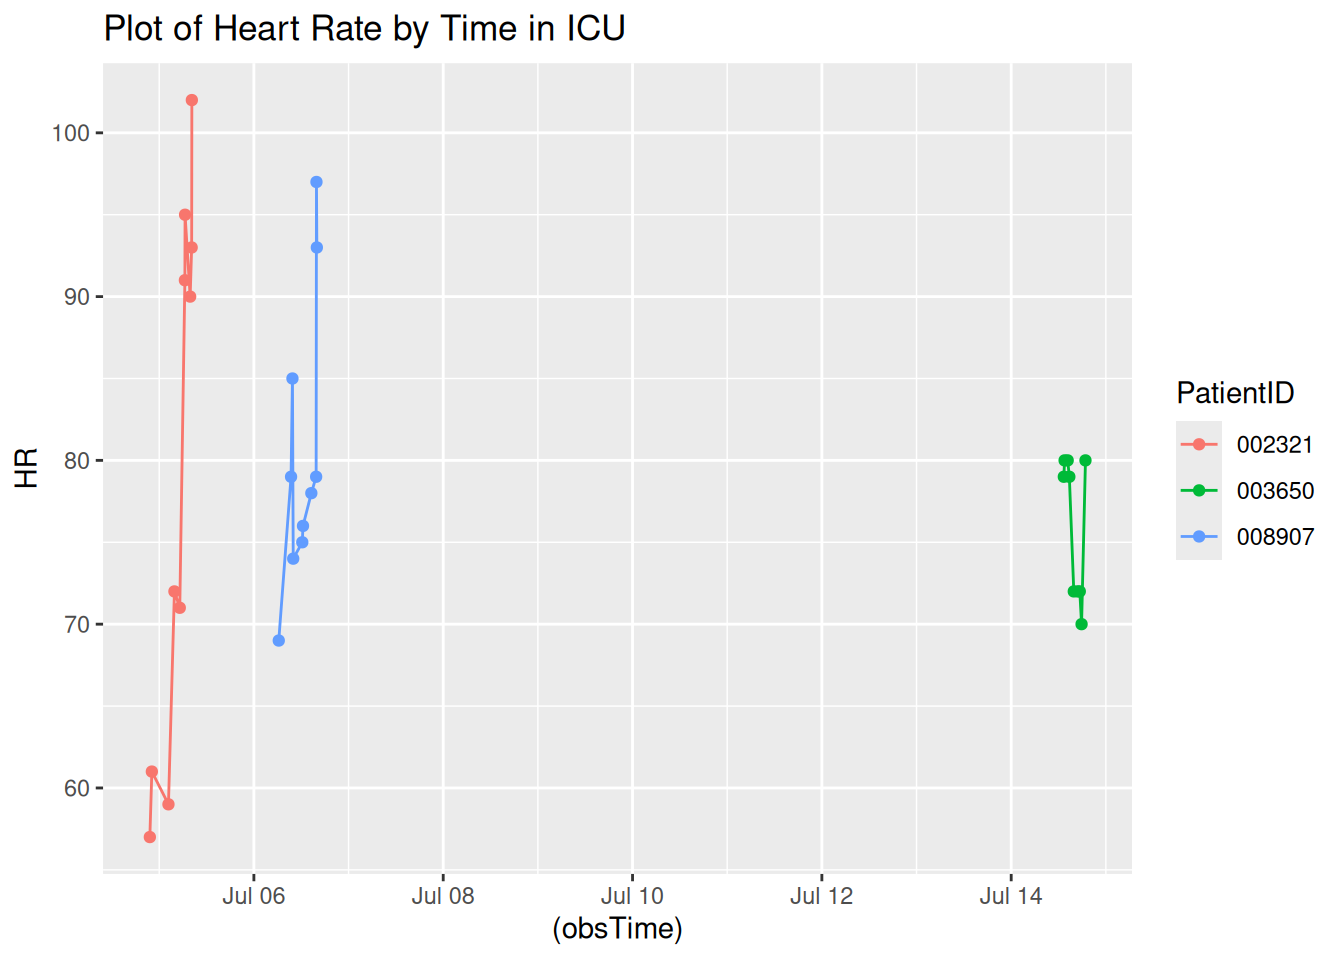 Plot of Heart Rate by Time in ICU
HR
100
90
80
70
60
Jul 06 Jul 08 Jul 10 Jul 12 Jul 14
(obsTime)
PatientID
002321
003650
008907